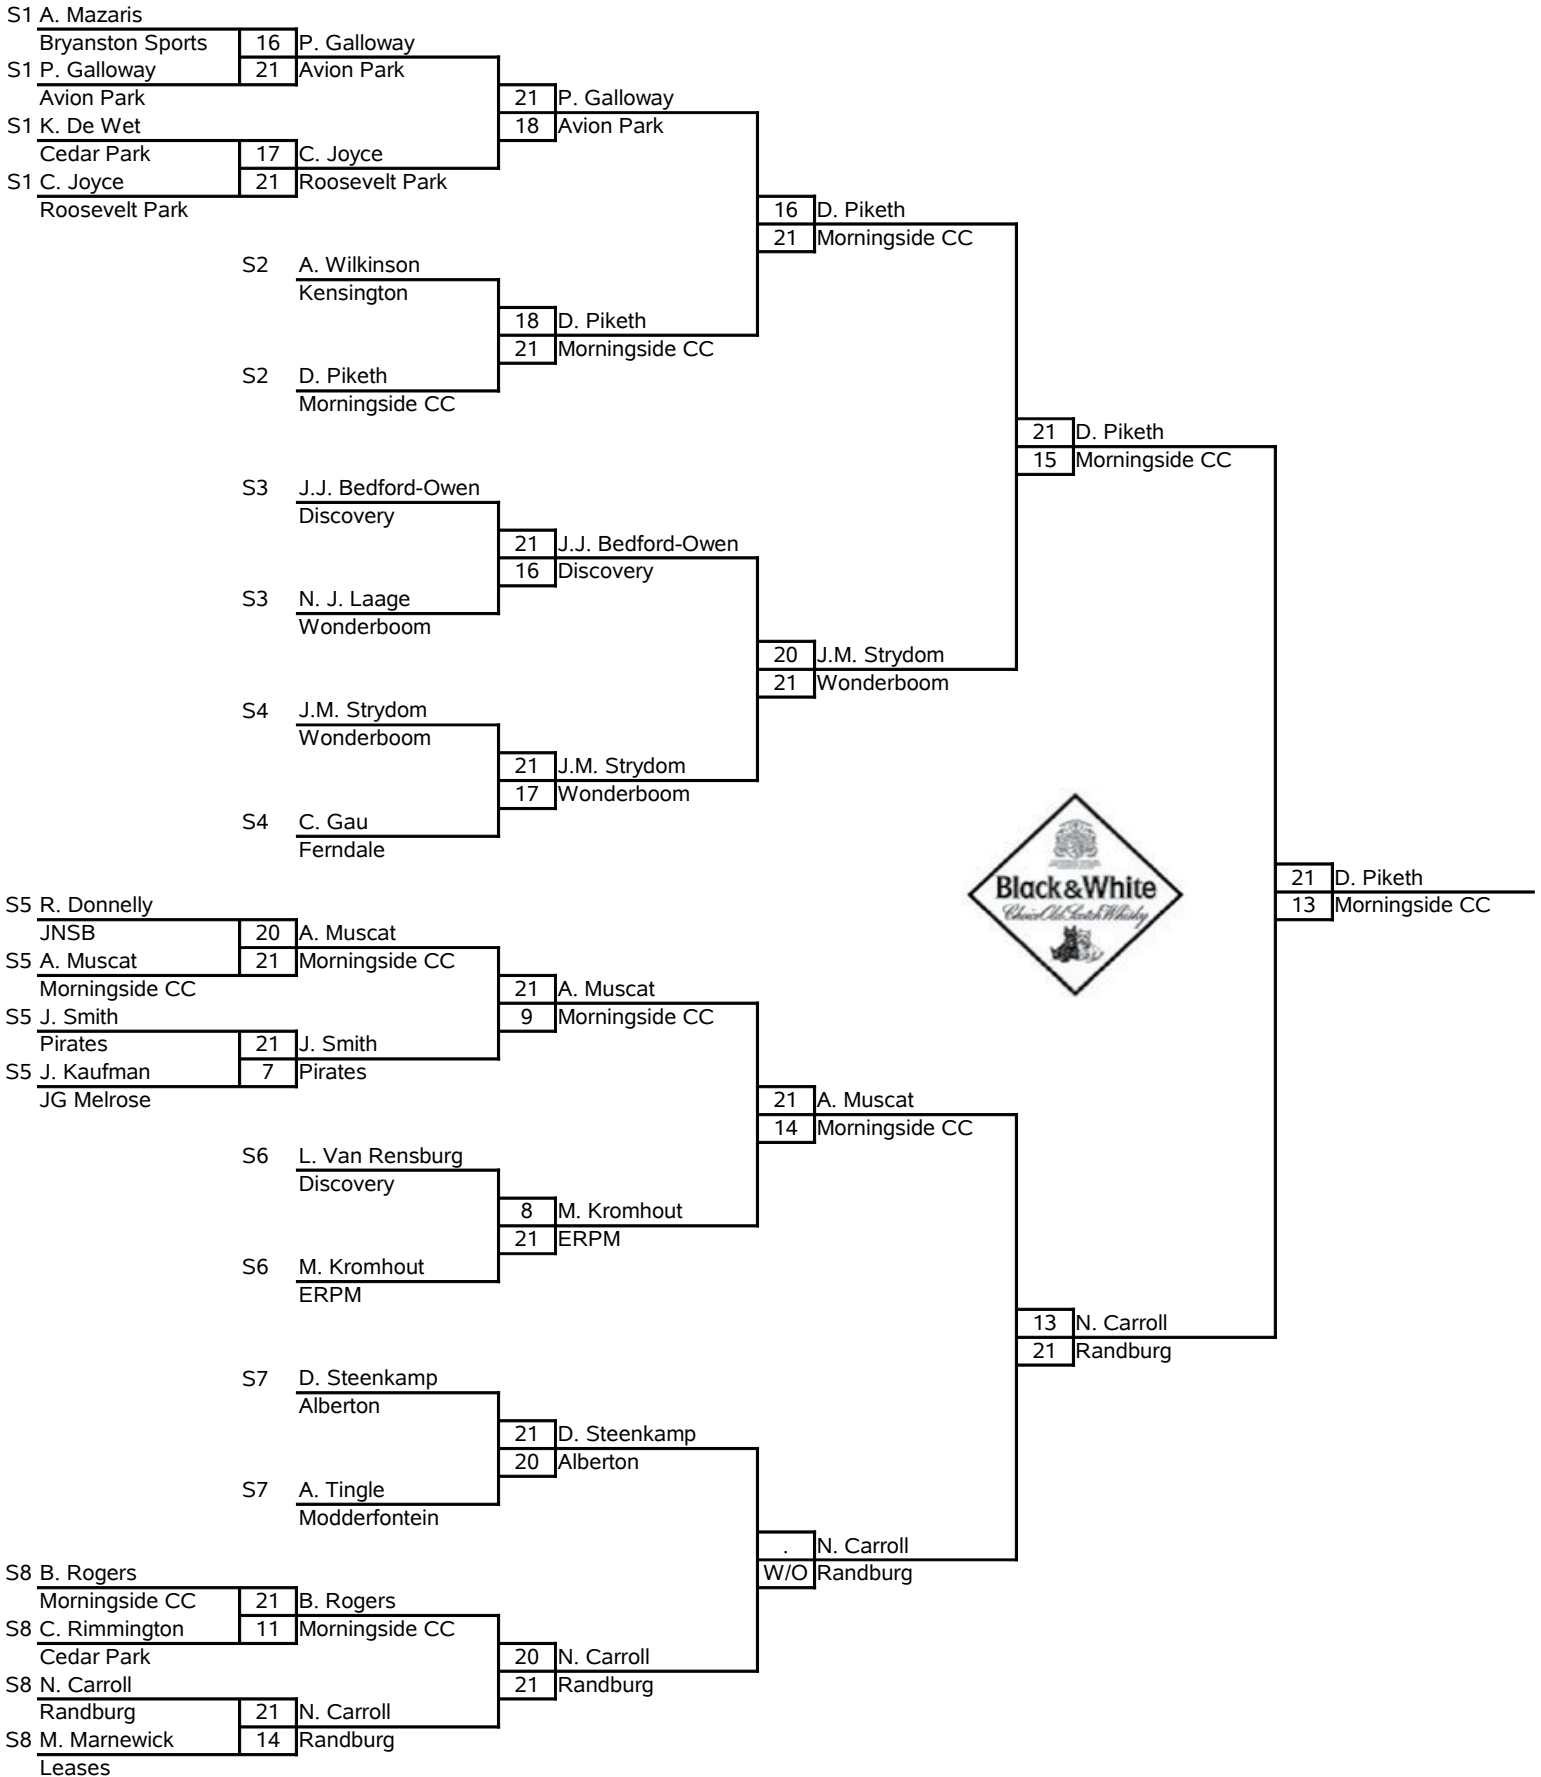 S1 A. Mazaris
Bryanston Sports 16 P. Galloway
S1 P. Galloway 21 Avion Park
Avion Park 21 P. Galloway
S1 K. De Wet 18 Avion Park
Cedar Park 17 C. Joyce
S1 C. Joyce 21 Roosevelt Park
Roosevelt Park 16 D. Piketh
21 Morningside CC
S2 A. Wilkinson
Kensington
18 D. Piketh
21 Morningside CC
S2 D. Piketh
Morningside CC
21 D. Piketh
15 Morningside CC
S3 J.J. Bedford-Owen
Discovery
21 J.J. Bedford-Owen
16 Discovery
S3 N. J. Laage
Wonderboom
20 J.M. Strydom
21 Wonderboom
S4 J.M. Strydom
Wonderboom
21 J.M. Strydom
17 Wonderboom
S4 C. Gau
Ferndale
Black&White
Choice Old Scotch Whisky
21 D. Piketh
13 Morningside CC
S5 R. Donnelly
JNSB 20 A. Muscat
S5 A. Muscat 21 Morningside CC
Morningside CC 21 A. Muscat
S5 J. Smith 9 Morningside CC
Pirates 21 J. Smith
S5 J. Kaufman 7 Pirates
JG Melrose 21 A. Muscat
14 Morningside CC
S6 L. Van Rensburg
Discovery
8 M. Kromhout
21 ERPM
S6 M. Kromhout
ERPM
13 N. Carroll
21 Randburg
S7 D. Steenkamp
Alberton
21 D. Steenkamp
20 Alberton
S7 A. Tingle
Modderfontein
. N. Carroll
W/O Randburg
S8 B. Rogers
Morningside CC 21 B. Rogers
S8 C. Rimmington 11 Morningside CC
Cedar Park 20 N. Carroll
S8 N. Carroll 21 Randburg
Randburg 21 N. Carroll
S8 M. Marnewick 14 Randburg
Leases